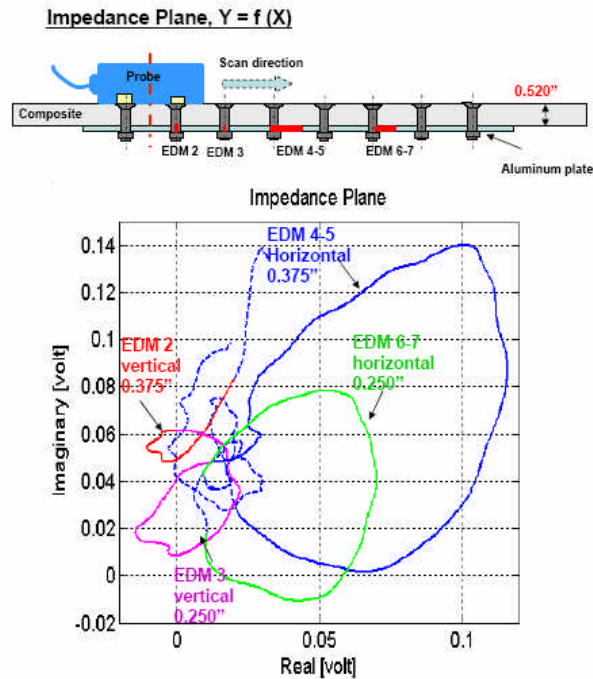 Impedance Plane, Y = f (X)
Probe
Scan direction
0.520”
Composite
EDM 2
EDM 3
EDM 4-5
EDM 6-7
Aluminum plate
Impedance Plane
EDM 4-5
Horizontal
0.375”
EDM 2
vertical
0.375”
EDM 6-7
horizontal
0.250”
EDM 3
vertical
0.250”
Imaginary [volt]
0.14
0.12
0.1
0.08
0.06
0.04
0.02
0
-0.02
0
0.05
0.1
Real [volt]